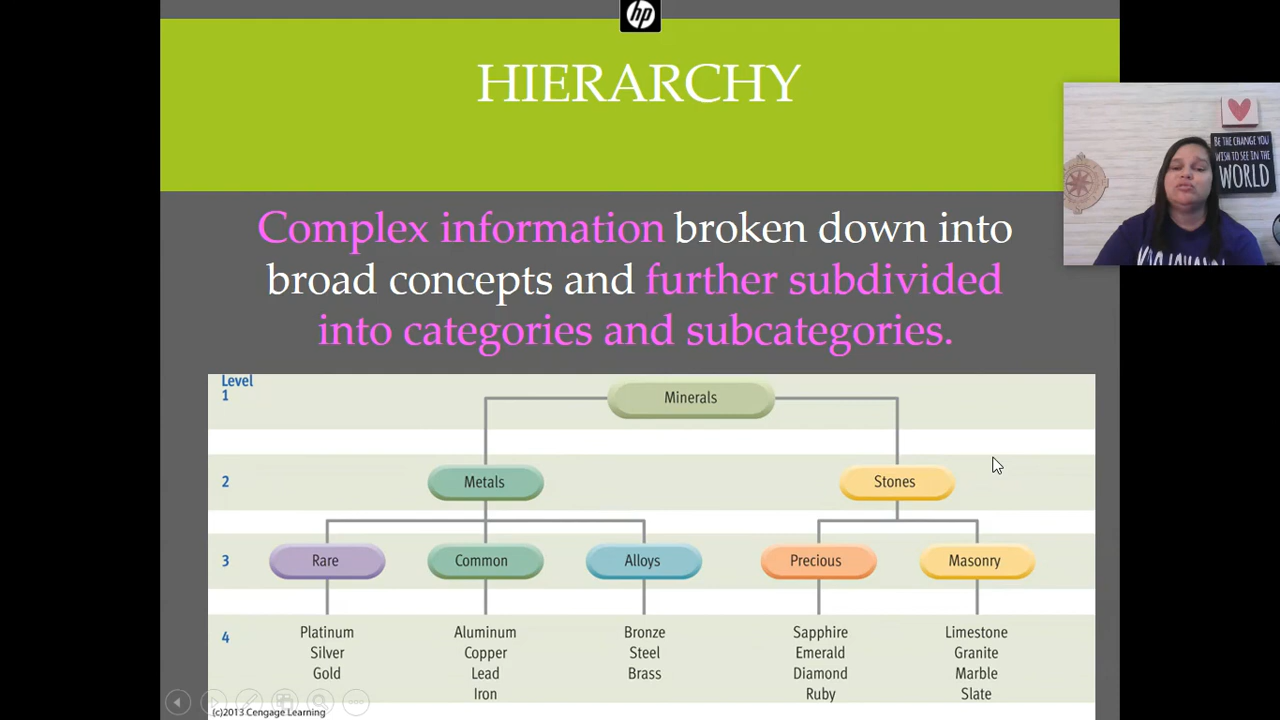 hp
HIERARCHY
BE THE CHANGE YOU
WISH TO SEE IN THE
WORLD
Complex information broken down into
broad concepts and further subdivided
into categories and subcategories.
Level
1
Minerals
2
Metals
Stones
3
Rare
Common
Alloys
Precious
Masonry
4
Platinum
Silver
Gold
Aluminum
Copper
Lead
Iron
Bronze
Steel
Brass
Sapphire
Emerald
Diamond
Ruby
Limestone
Granite
Marble
Slate
(c)2013 Cengage Learning